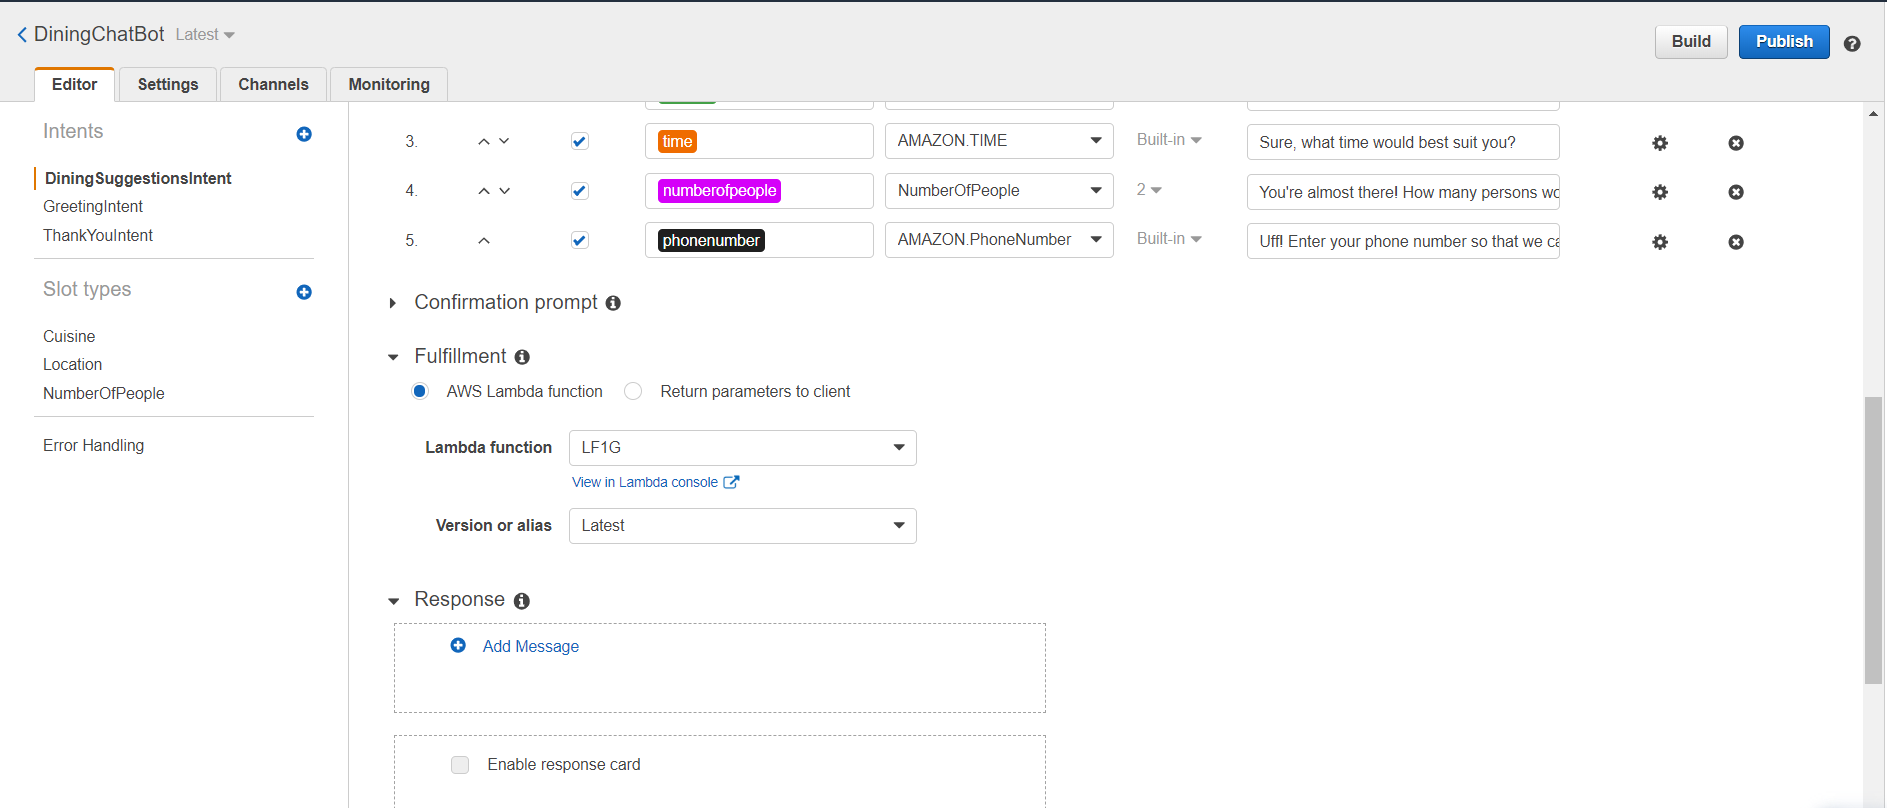 DiningChatBot Latest
Build Publish
Editor Settings Channels Monitoring
Intents
DiningSuggestionsIntent
GreetingIntent
ThankYouIntent
Slot types
Cuisine
Location
NumberOfPeople
Error Handling
3. time AMAZON.TIME Built-in Sure, what time would best suit you?
4. numberofpeople NumberOfPeople 2 You're almost there! How many persons wo
5. phonenumber AMAZON.PhoneNumber Built-in Uff! Enter your phone number so that we ca
Confirmation prompt
Fulfillment
AWS Lambda function Return parameters to client
Lambda function LF1G
View in Lambda console
Version or alias Latest
Response
Add Message
Enable response card